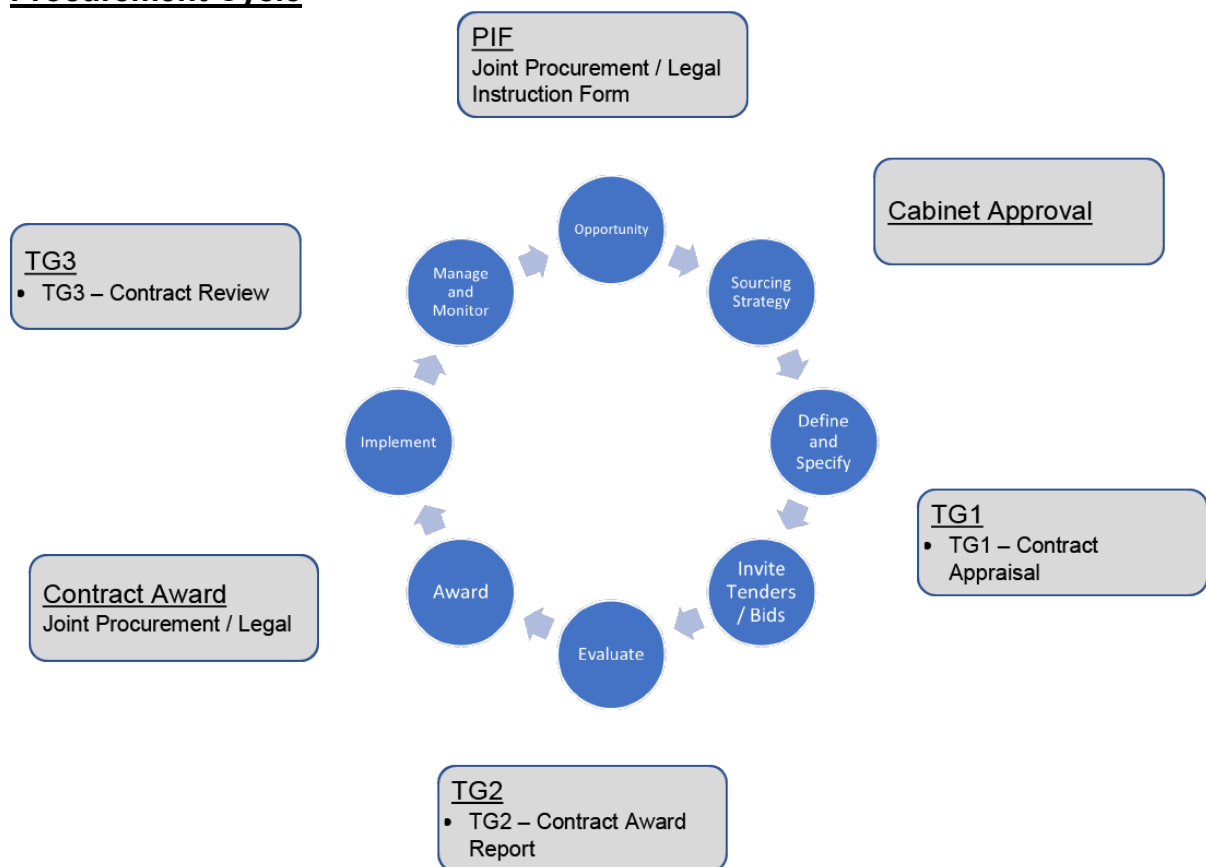 Procurement Cycle
PIF
Joint Procurement / Legal
Instruction Form
Cabinet Approval
Opportunity
TG3
• TG3 – Contract Review
Manage
and
Monitor
Sourcing
Strategy
Implement
Define
and
Specify
TG1
• TG1 – Contract
Appraisal
Contract Award
Joint Procurement / Legal
Award
Invite
Tenders
/ Bids
Evaluate
TG2
• TG2 – Contract Award
Report